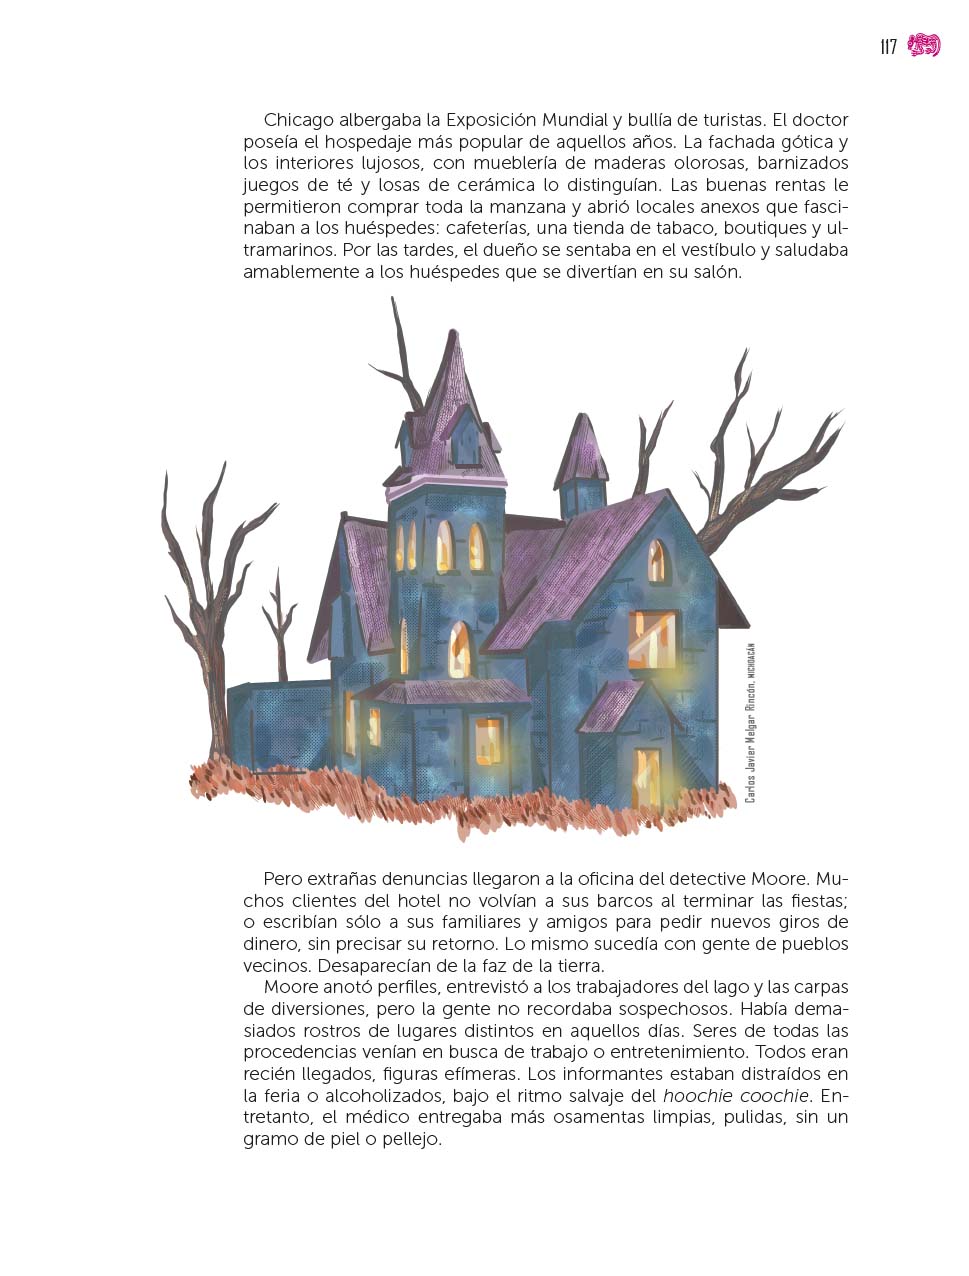 117
Chicago albergaba la Exposición Mundial y bullía de turistas. El doctor
poseía el hospedaje más popular de aquellos años. La fachada gótica y
los interiores lujosos, con mueblería de maderas olorosas, barnizados
juegos de té y losas de cerámica lo distinguían. Las buenas rentas le
permitieron comprar toda la manzana y abrió locales anexos que fasci-
naban a los huéspedes: cafeterías, una tienda de tabaco, boutiques y ul-
tramarinos. Por las tardes, el dueño se sentaba en el vestíbulo y saludaba
amablemente a los huéspedes que se divertían en su salón.
Carlos Javier Melgar Rincón, MICHOACÁN
Pero extrañas denuncias llegaron a la oficina del detective Moore. Mu-
chos clientes del hotel no volvían a sus barcos al terminar las fiestas;
o escribían sólo a sus familiares y amigos para pedir nuevos giros de
dinero, sin precisar su retorno. Lo mismo sucedía con gente de pueblos
vecinos. Desaparecían de la faz de la tierra.
Moore anotó perfiles, entrevistó a los trabajadores del lago y las carpas
de diversiones, pero la gente no recordaba sospechosos. Había dema-
siados rostros de lugares distintos en aquellos días. Seres de todas las
procedencias venían en busca de trabajo o entretenimiento. Todos eran
recién llegados, figuras efímeras. Los informantes estaban distraídos en
la feria o alcoholizados, bajo el ritmo salvaje del hoochie coochie. En-
tretanto, el médico entregaba más osamentas limpias, pulidas, sin un
gramo de piel o pellejo.